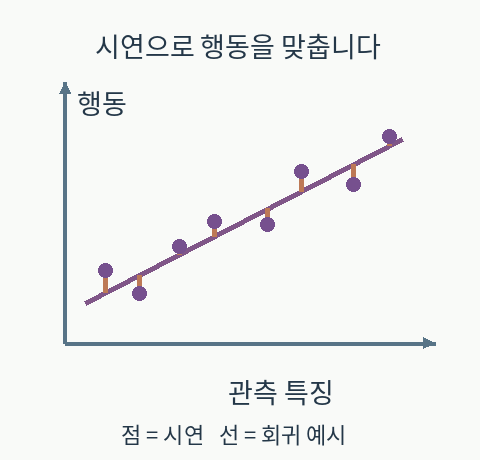 시연으로 행동을 맞춥니다
행동
관측 특징
점 = 시연   선 = 회귀 예시